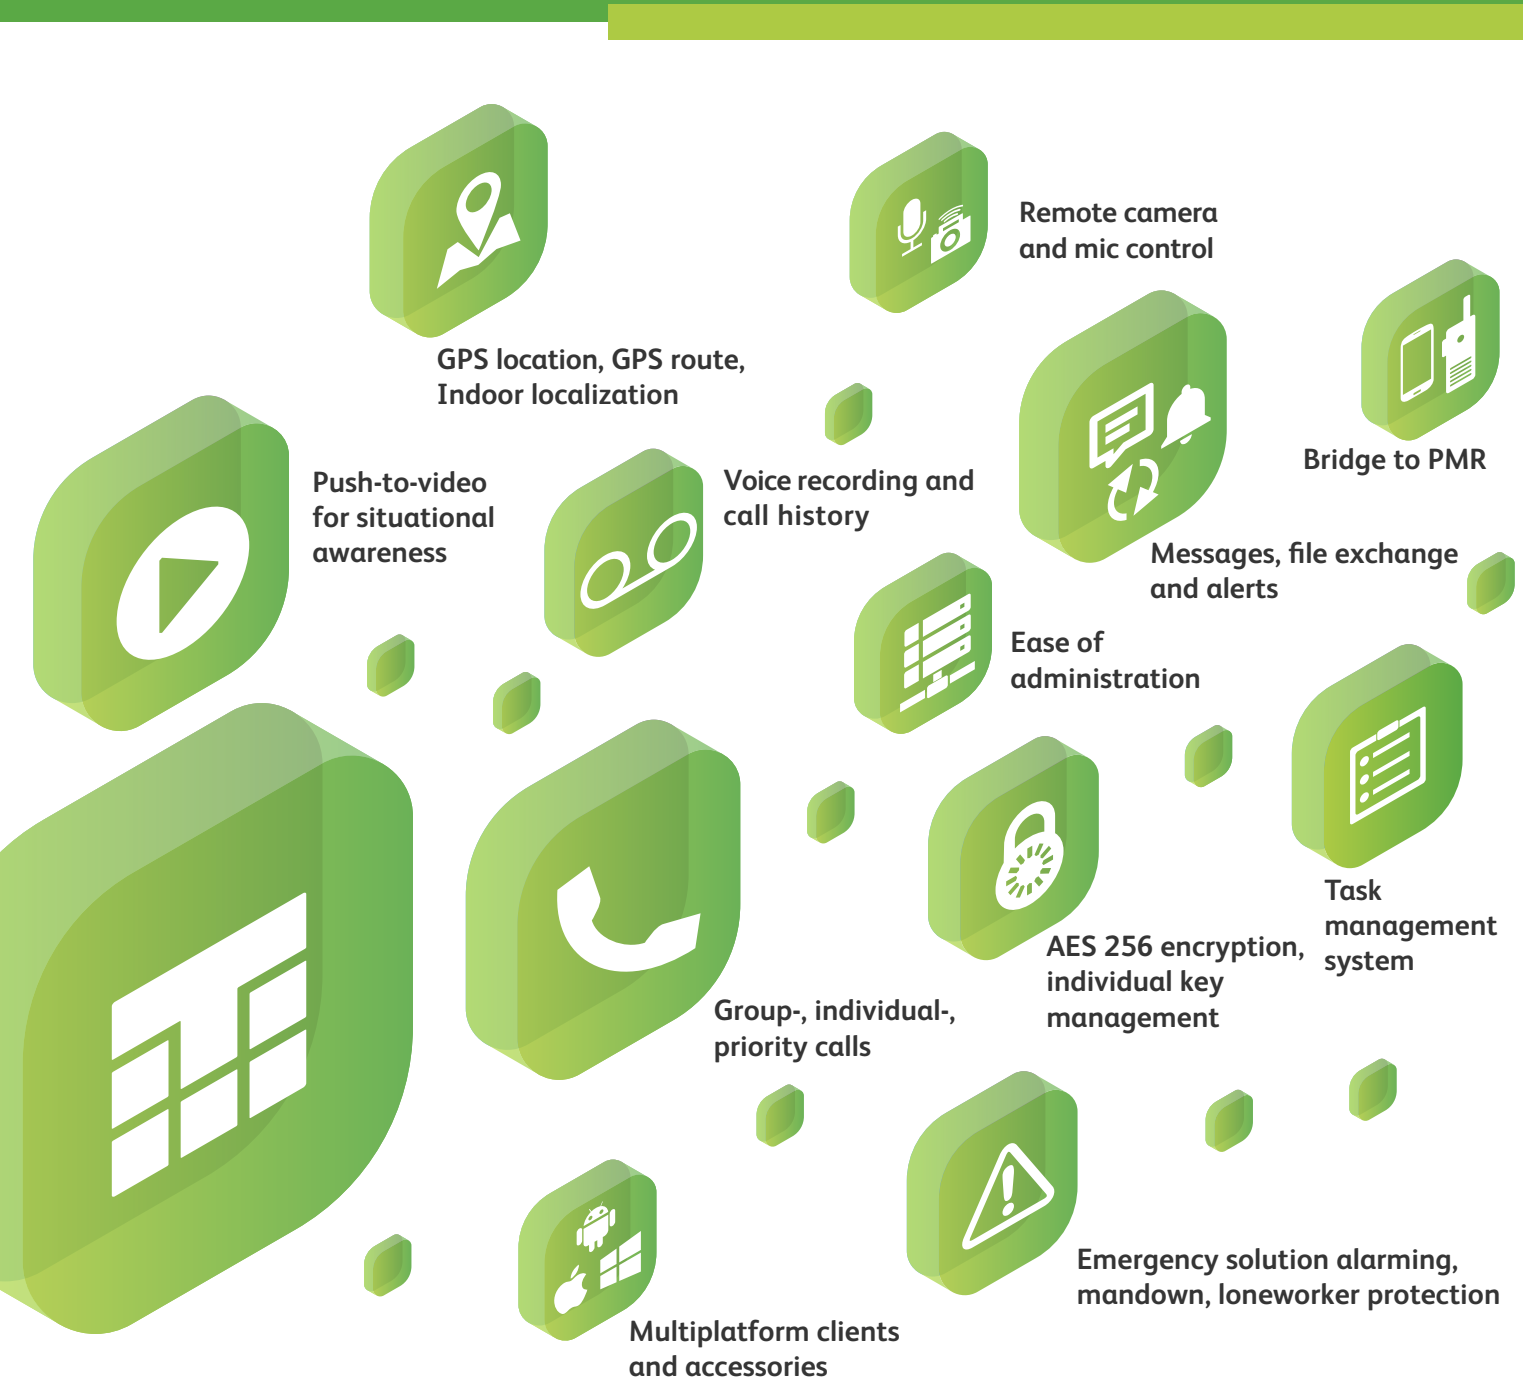 Remote camera
and mic control
GPS location, GPS route,
Indoor localization
Bridge to PMR
Push-to-video
for situational
awareness
Voice recording and
call history
Messages, file exchange
and alerts
Ease of
administration
Task
management
system
AES 256 encryption,
individual key
management
Group-, individual-,
priority calls
Emergency solution alarming,
mandown, loneworker protection
Multiplatform clients
and accessories